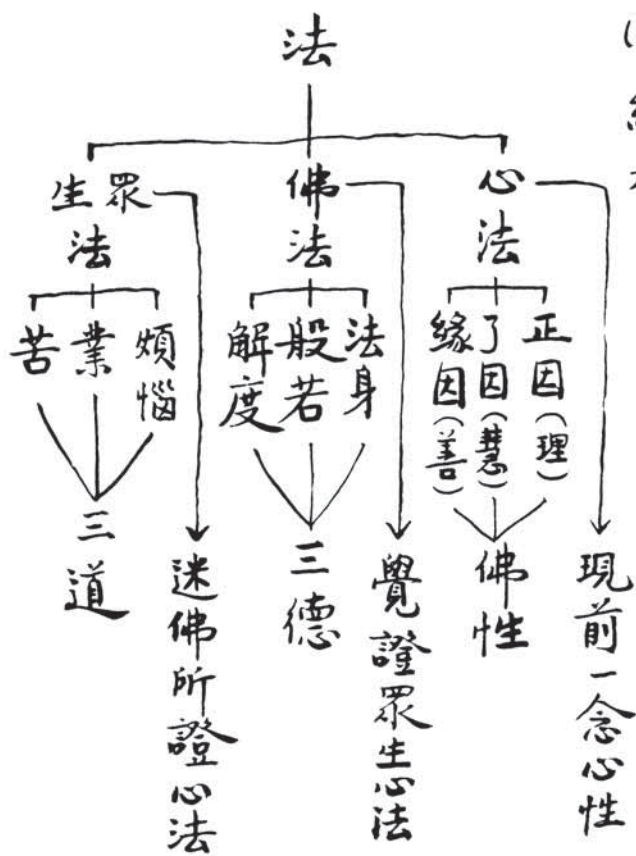 法
心法
佛法
眾生法
正因(理)
了因(慧)
緣因(善)
法身
般若
解度
煩惱
業
苦
現前一念心性
佛性
覺證眾生心法
三德
迷佛所證心法
三道